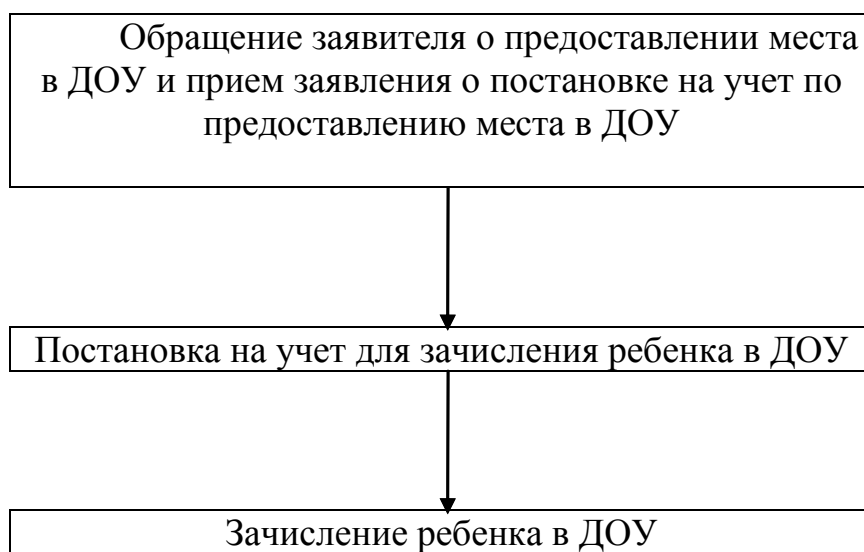 Обращение заявителя о предоставлении места
в ДОУ и прием заявления о постановке на учет по
предоставлению места в ДОУ
Постановка на учет для зачисления ребенка в ДОУ
Зачисление ребенка в ДОУ